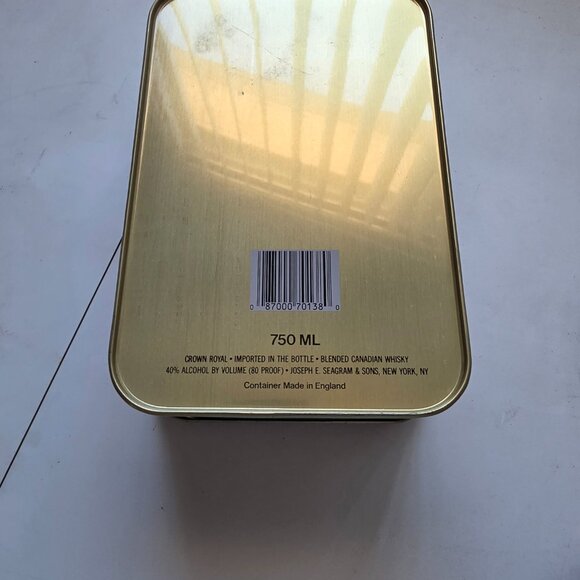 0 87000 70138 0
750 ML
CROWN ROYAL • IMPORTED IN THE BOTTLE • BLENDED CANADIAN WHISKY
40% ALCOHOL BY VOLUME (80 PROOF) • JOSEPH E. SEAGRAM & SONS, NEW YORK, NY
Container Made in England